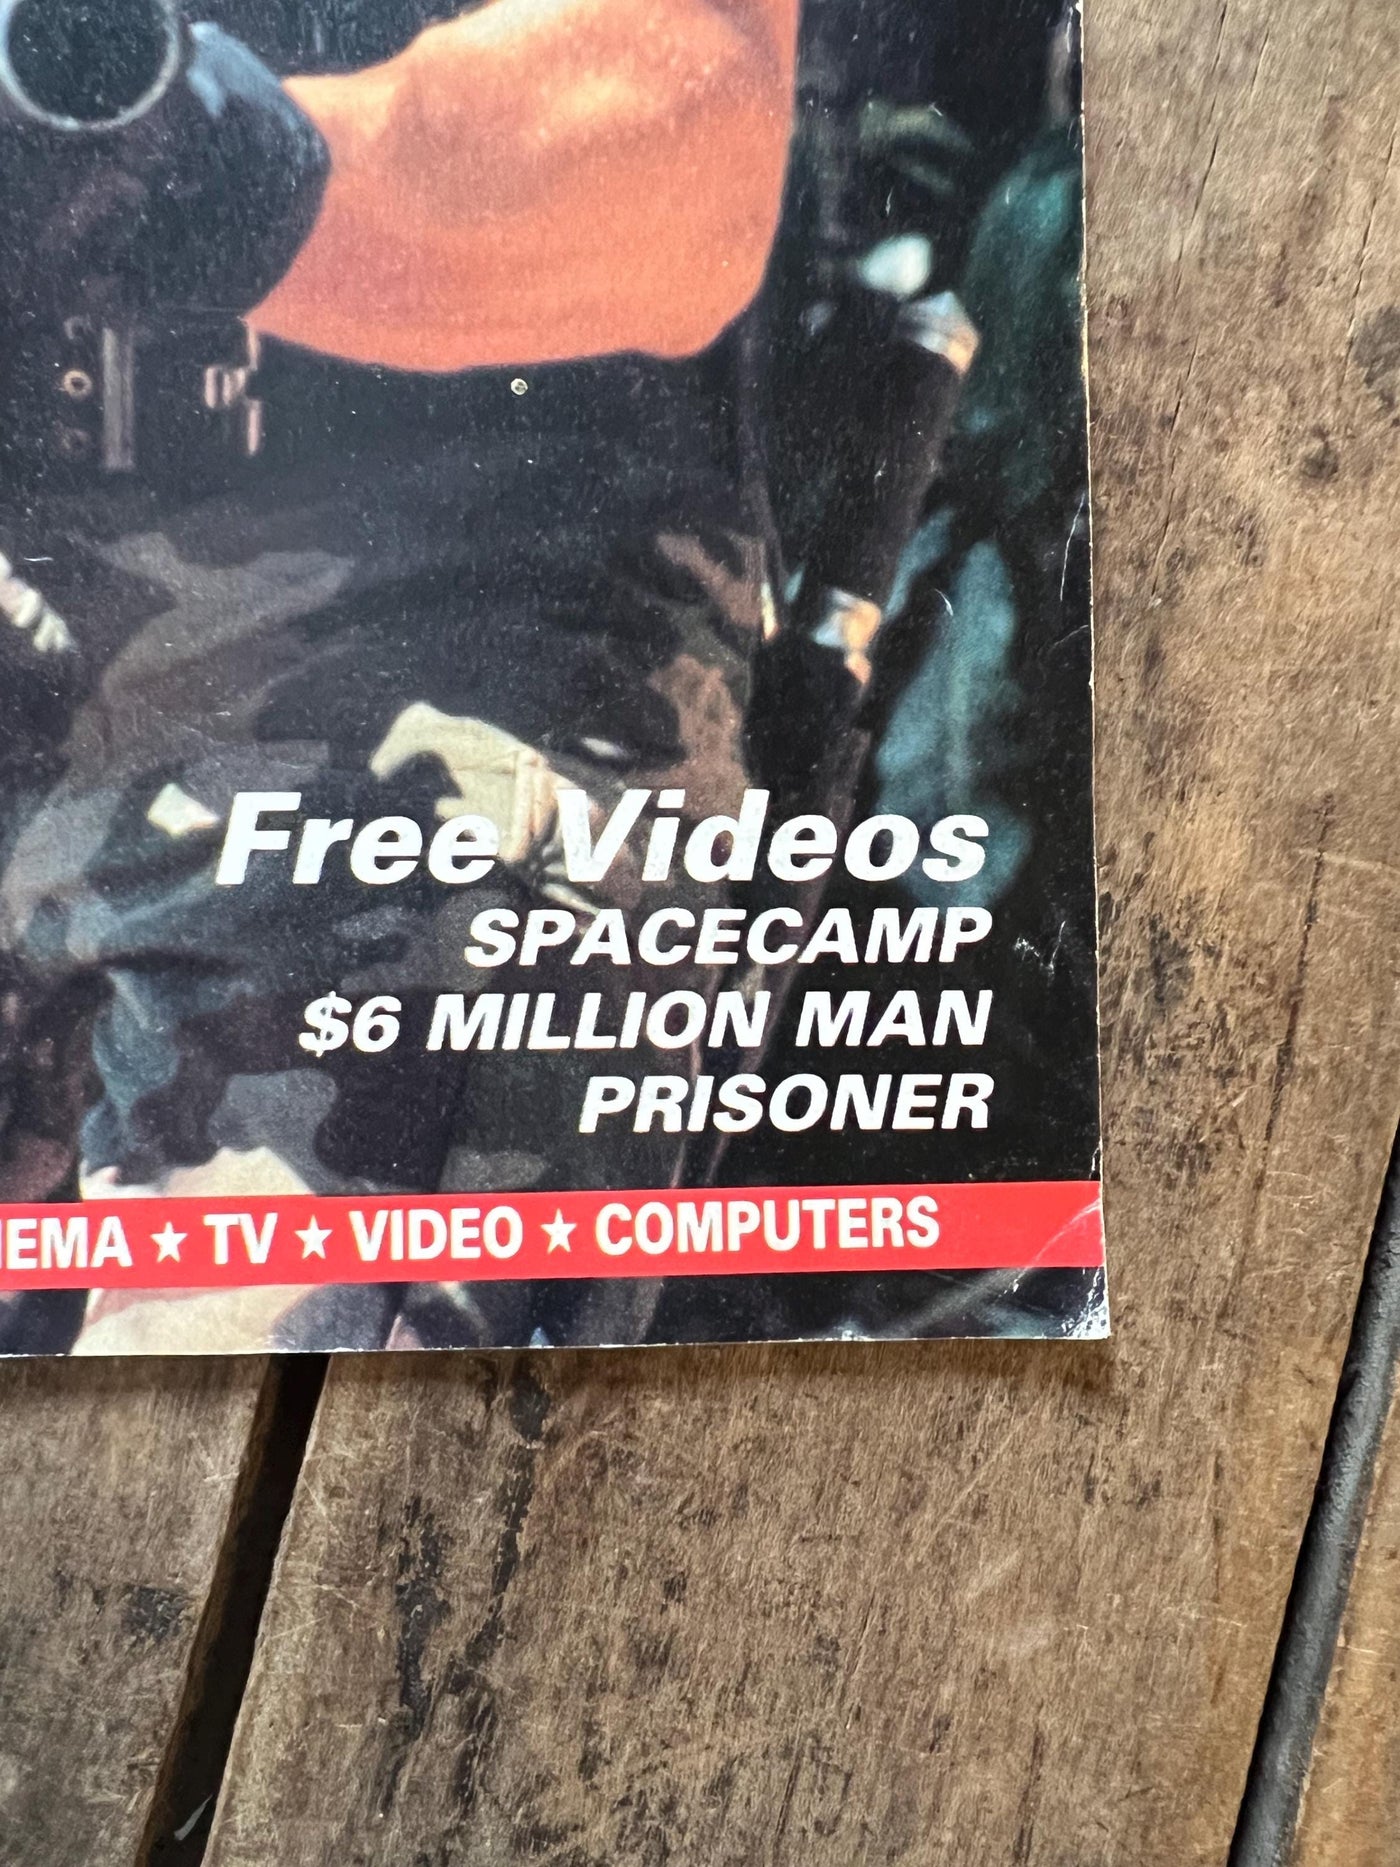 Free Videos
SPACECAMP
$6 MILLION MAN
PRISONER
★ TV ★ VIDEO ★ COMPUTERS